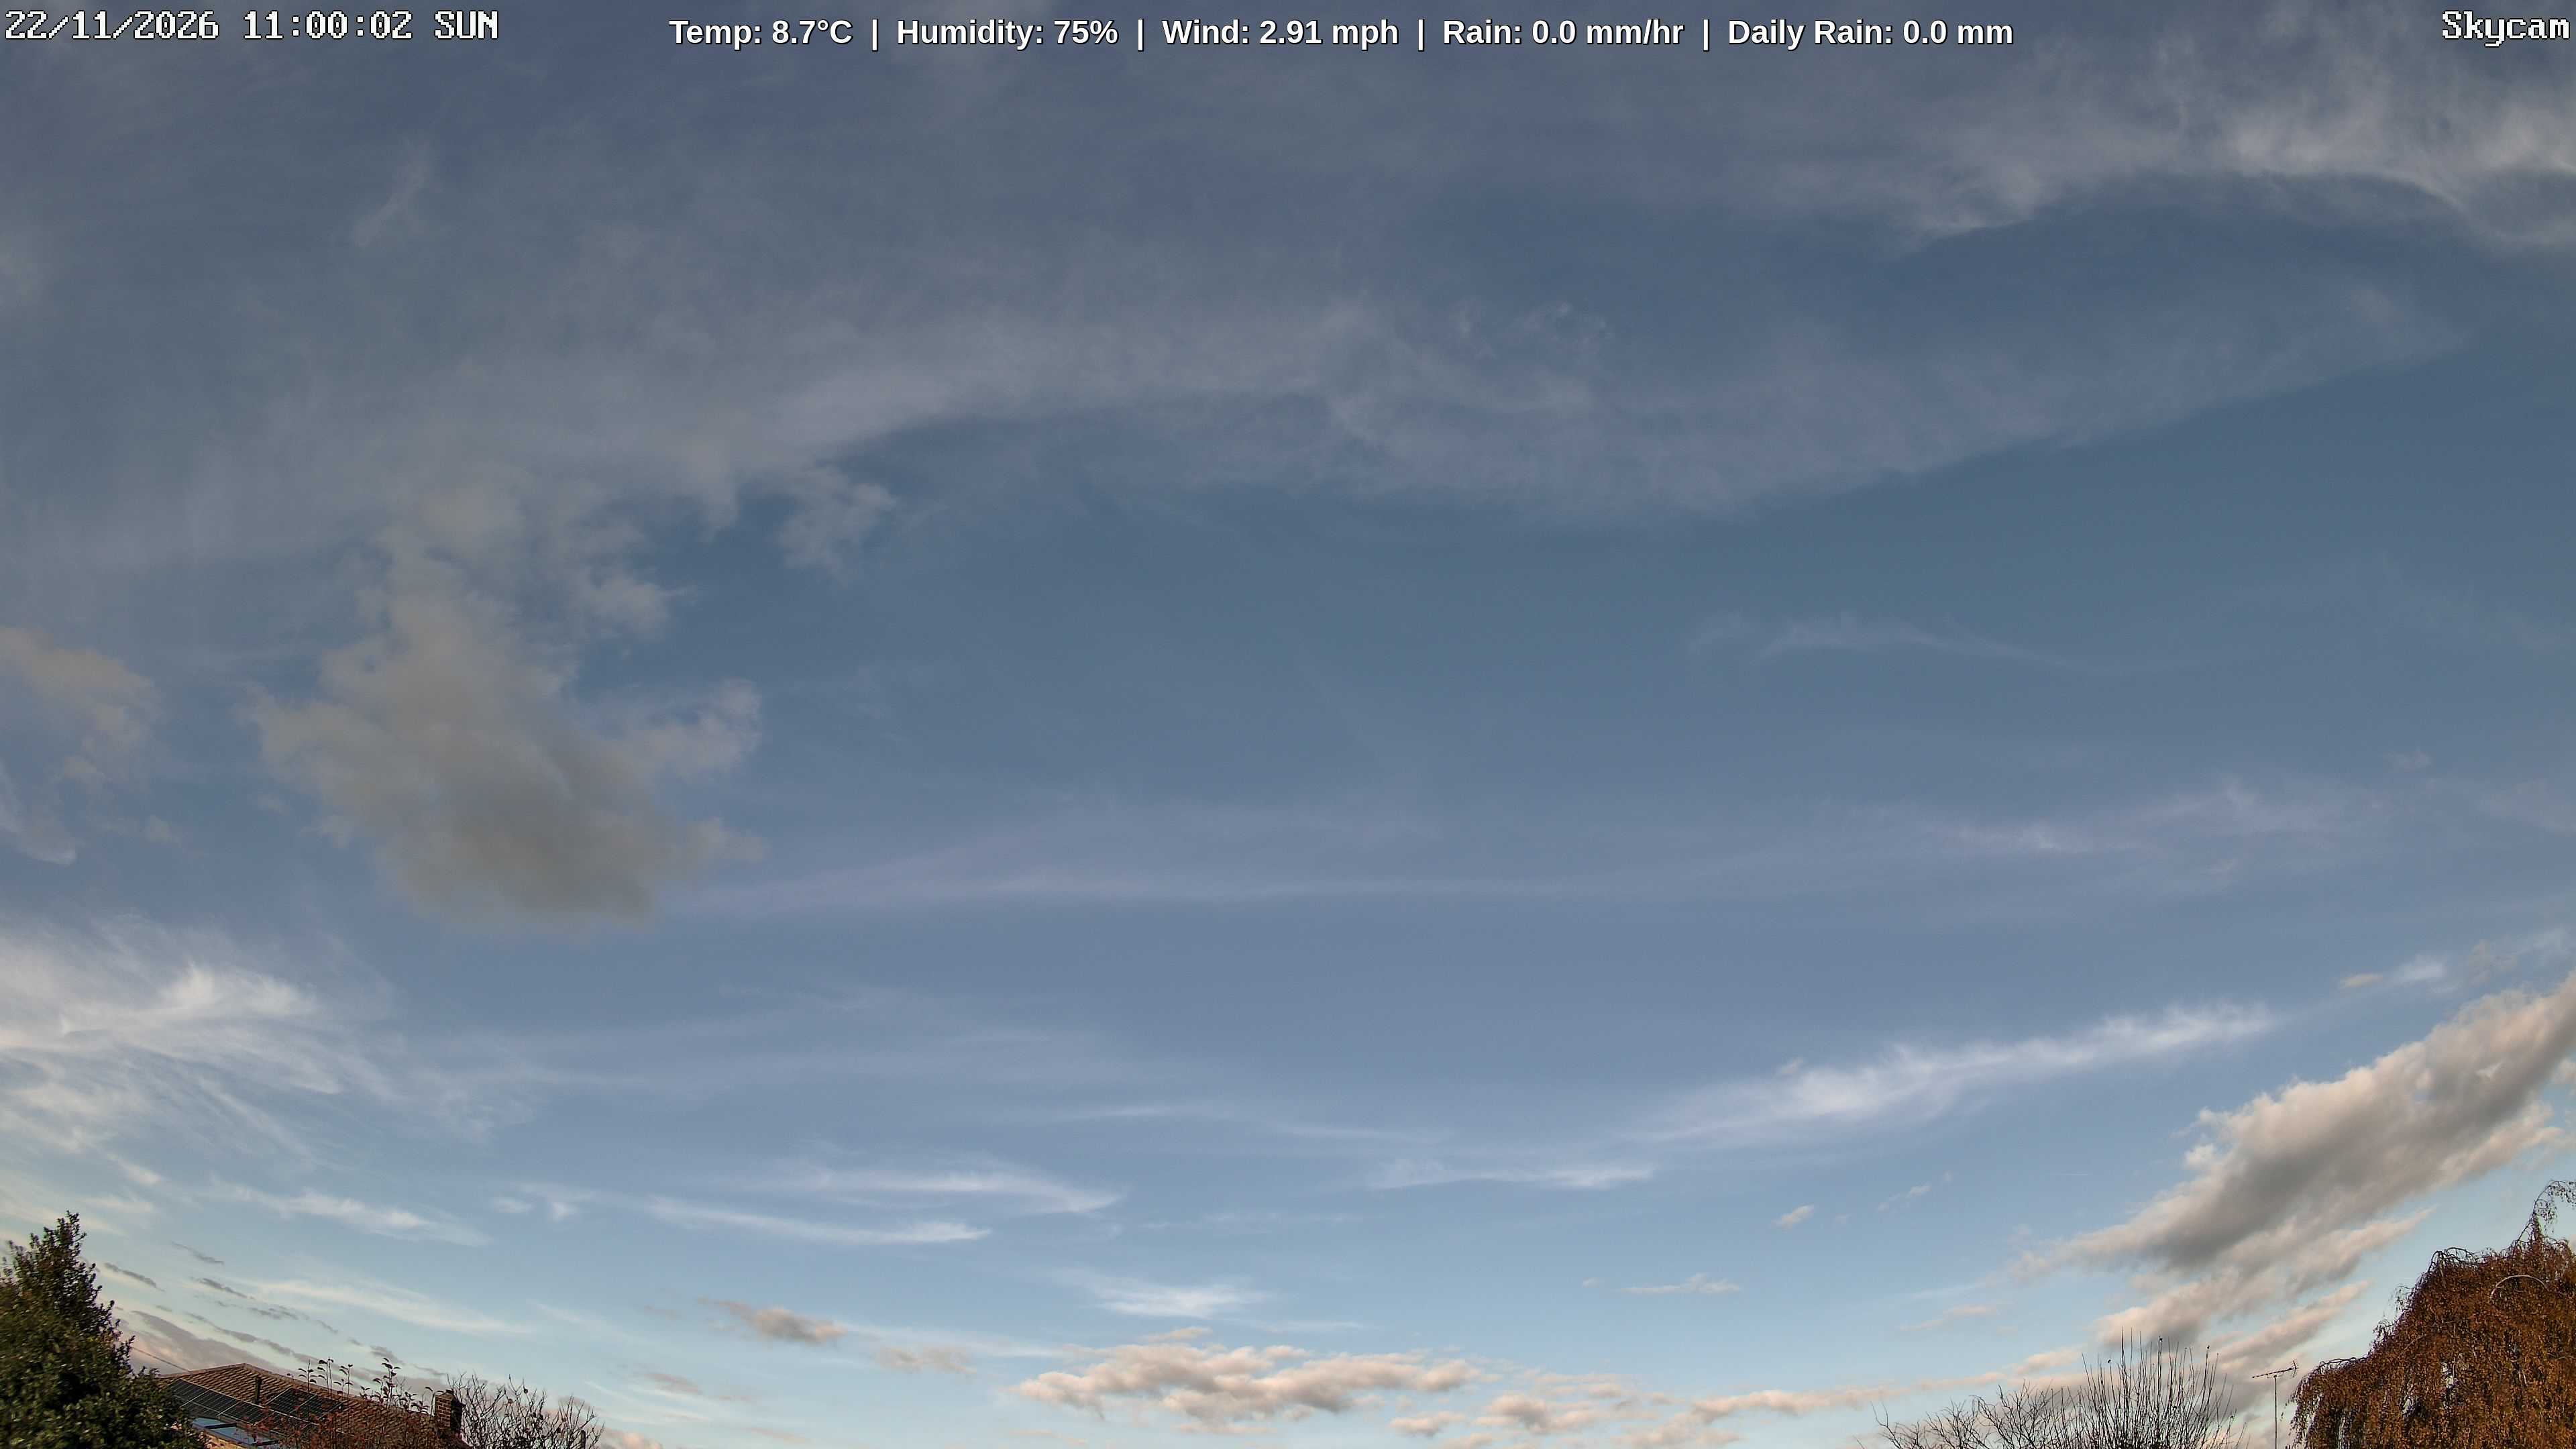 22/11/2026 11:00:02 SUN
Temp: 8.7°C | Humidity: 75% | Wind: 2.91 mph | Rain: 0.0 mm/hr | Daily Rain: 0.0 mm
Skycam